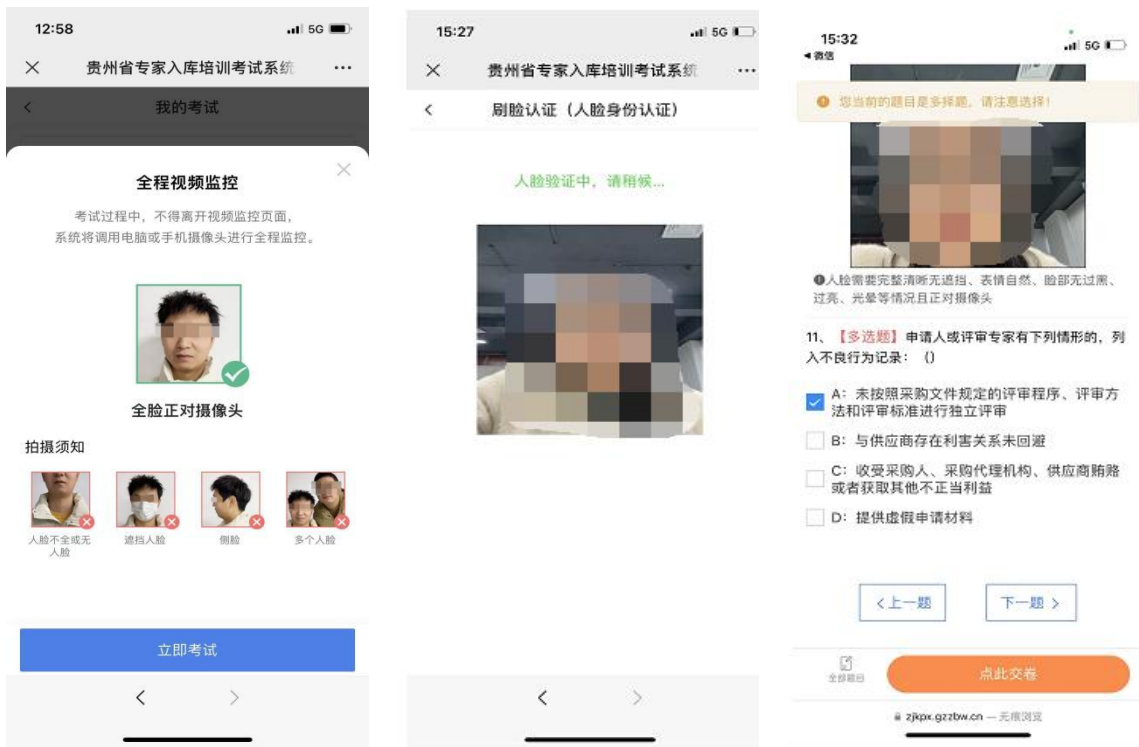 12:58
5G
贵州省专家入库培训考试系统
我的考试
全程视频监控
考试过程中，不得离开视频监控页面，
系统将调用电脑或手机摄像头进行全程监控。
全脸正对摄像头
拍摄须知
人脸不全或无
人脸
遮挡人脸
侧脸
多个人脸
立即考试
15:27
5G
贵州省专家入库培训考试系统
刷脸认证（人脸身份认证）
人脸验证中，请稍候...
15:32
5G
微信
您当前的题目是多择题，请注意选择！
人脸需要完整清晰无遮挡、表情自然、脸部无过黑、
过亮、光晕等情况且正对摄像头
11、【多选题】申请人或评审专家有下列情形的，列
入不良行为记录：（）
A：未按照采购文件规定的评审程序、评审方
法和评审标准进行独立评审
B：与供应商存在利害关系未回避
C：收受采购人、采购代理机构、供应商贿赂
或者获取其他不正当利益
D：提供虚假申请材料
上一题
下一题
全部题目
点此交卷
zjkpx.gzzbw.cn — 无痕浏览